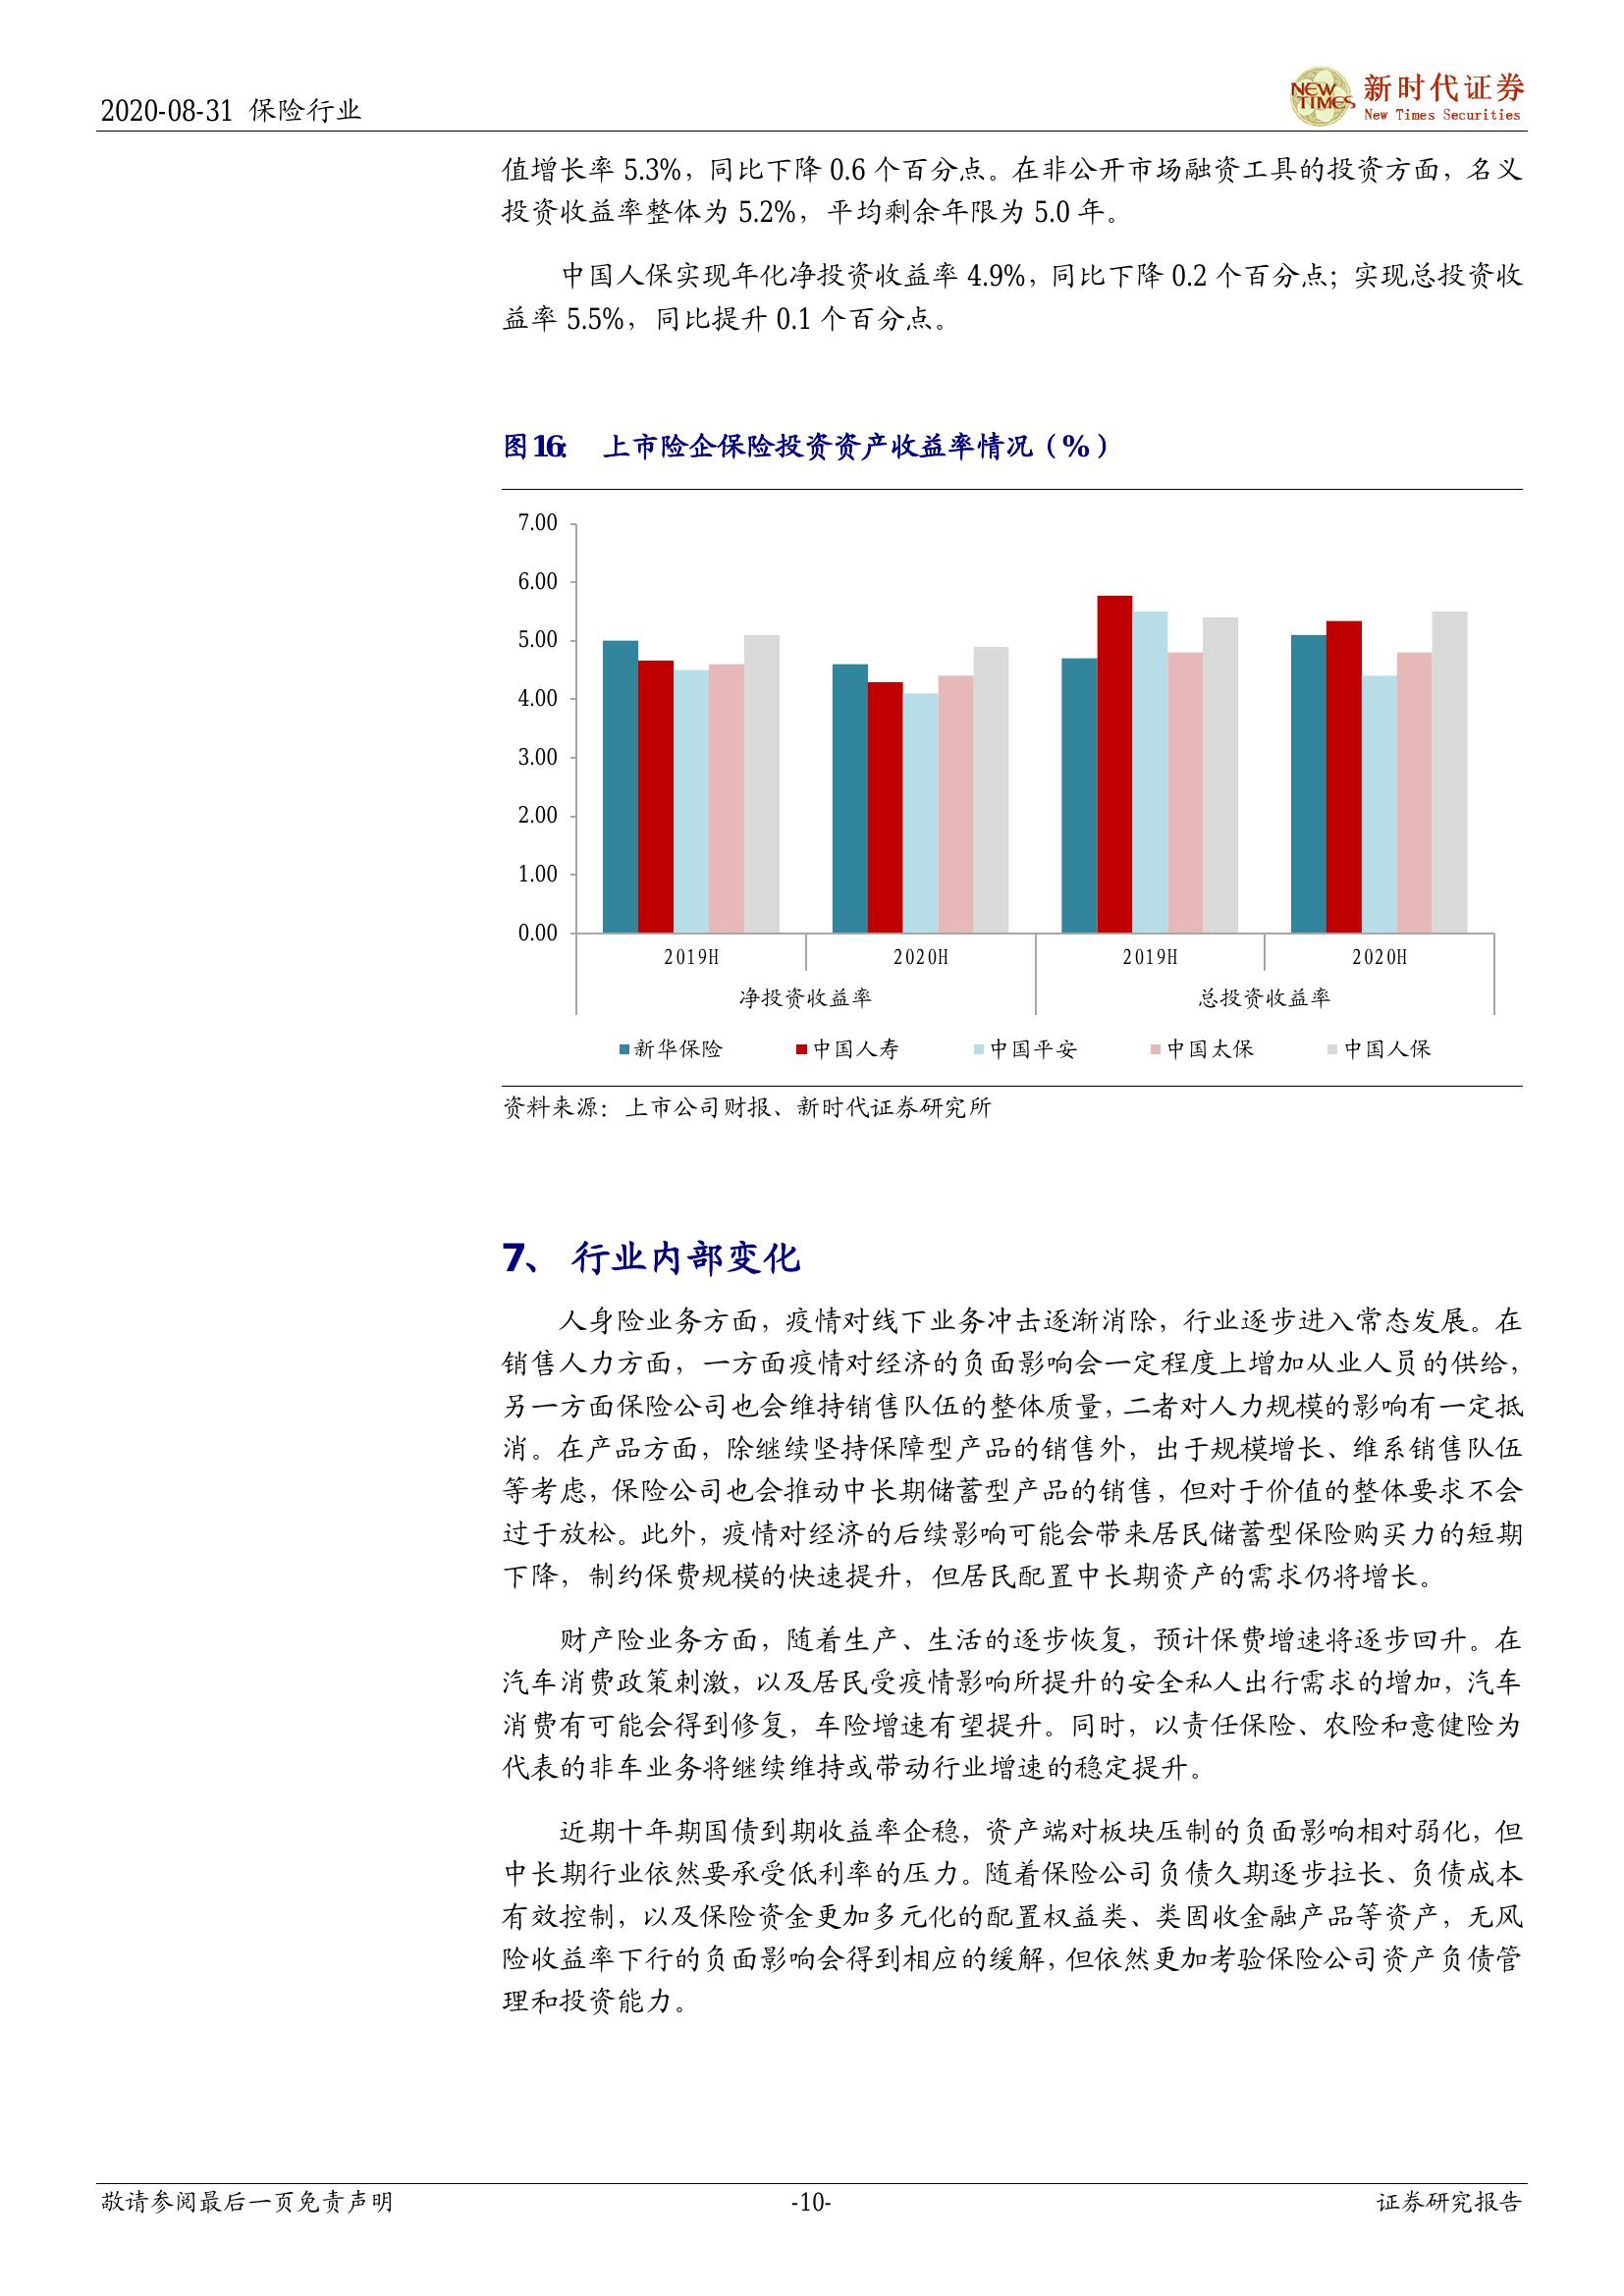 2020-08-31 保险行业
NEW TIMES 新时代证券
New Times Securities
值增长率 5.3%，同比下降 0.6 个百分点。在非公开市场融资工具的投资方面，名义
投资收益率整体为 5.2%，平均剩余年限为 5.0 年。
中国人保实现年化净投资收益率 4.9%，同比下降 0.2 个百分点；实现总投资收
益率 5.5%，同比提升 0.1 个百分点。
图16： 上市险企保险投资资产收益率情况（%）
7.00
6.00
5.00
4.00
3.00
2.00
1.00
0.00
2019H 2020H 2019H 2020H
净投资收益率 总投资收益率
新华保险 中国人寿 中国平安 中国太保 中国人保
资料来源：上市公司财报、新时代证券研究所
7、 行业内部变化
人身险业务方面，疫情对线下业务冲击逐渐消除，行业逐步进入常态发展。在
销售人力方面，一方面疫情对经济的负面影响会一定程度上增加从业人员的供给，
另一方面保险公司也会维持销售队伍的整体质量，二者对人力规模的影响有一定抵
消。在产品方面，除继续坚持保障型产品的销售外，出于规模增长、维系销售队伍
等考虑，保险公司也会推动中长期储蓄型产品的销售，但对于价值的整体要求不会
过于放松。此外，疫情对经济的后续影响可能会带来居民储蓄型保险购买力的短期
下降，制约保费规模的快速提升，但居民配置中长期资产的需求仍将增长。
财产险业务方面，随着生产、生活的逐步恢复，预计保费增速将逐步回升。在
汽车消费政策刺激，以及居民受疫情影响所提升的安全私人出行需求的增加，汽车
消费有可能会得到修复，车险增速有望提升。同时，以责任保险、农险和意健险为
代表的非车业务将继续维持或带动行业增速的稳定提升。
近期十年期国债到期收益率企稳，资产端对板块压制的负面影响相对弱化，但
中长期行业依然要承受低利率的压力。随着保险公司负债久期逐步拉长、负债成本
有效控制，以及保险资金更加多元化的配置权益类、类固收金融产品等资产，无风
险收益率下行的负面影响会得到相应的缓解，但依然更加考验保险公司资产负债管
理和投资能力。
敬请参阅最后一页免责声明 -10- 证券研究报告